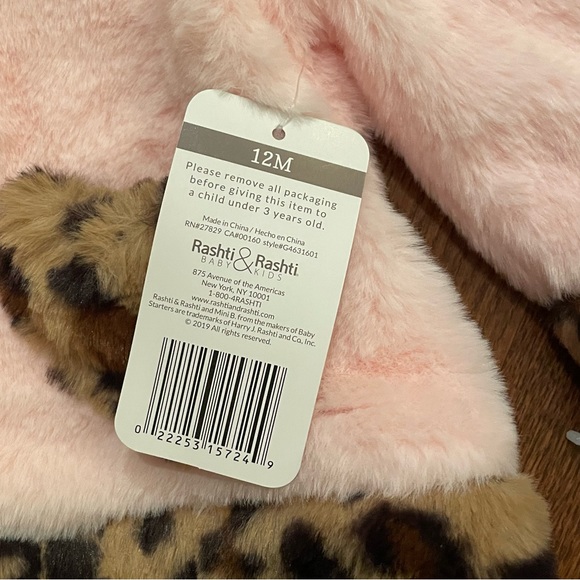 12M
Please remove all packaging
before giving this item to
a child under 3 years old.
Made in China / Hecho en China
RN#27829 CA#00160 style#G4631601
Rashti & Rashti
BABY KIDS
875 Avenue of the Americas
New York, NY 10001
1-800-4RASHTI
www.rashtiandrashti.com
Rashti & Rashti and Mini B. from the makers of Baby
Starters are trademarks of Harry J. Rashti and Co, Inc.
© 2019 All rights reserved.
0 22253 15724 9